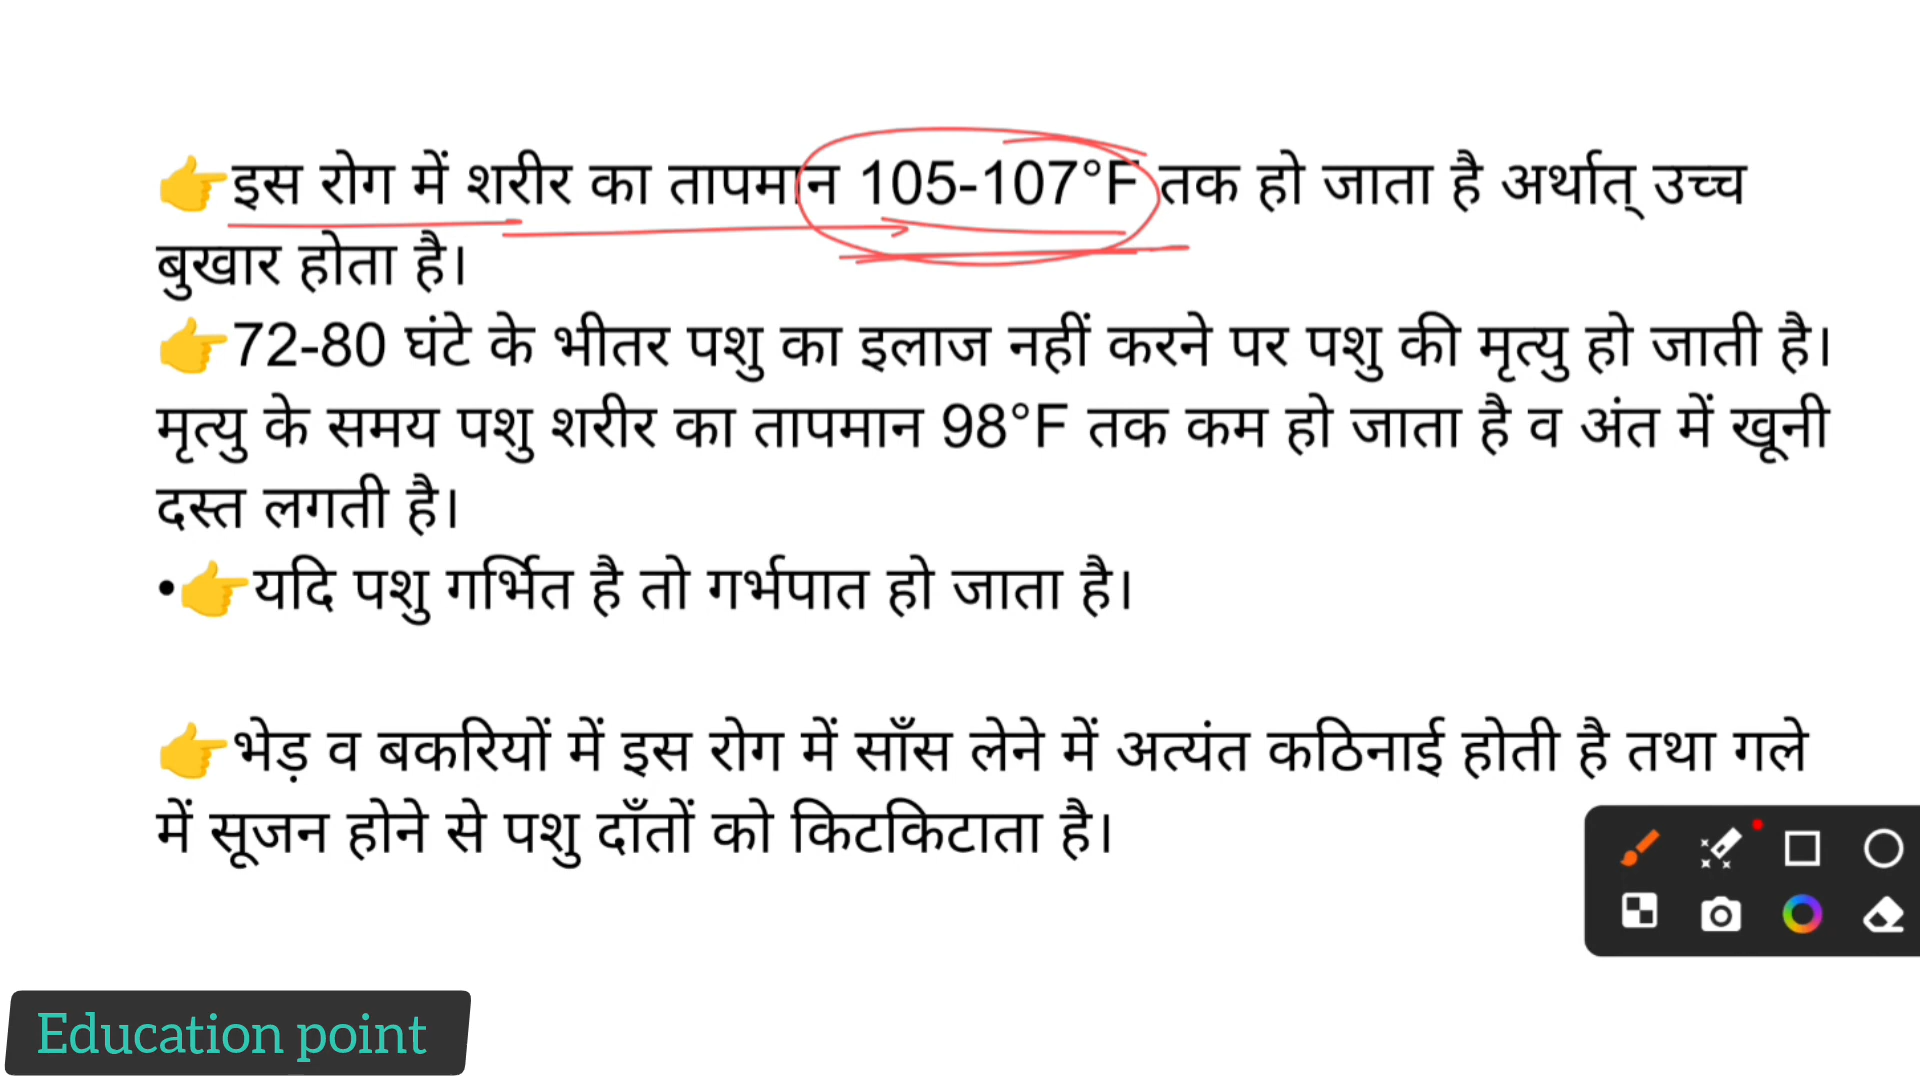 👉इस रोग में शरीर का तापमान 105-107°F तक हो जाता है अर्थात् उच्च
बुखार होता है।
👉72-80 घंटे के भीतर पशु का इलाज नहीं करने पर पशु की मृत्यु हो जाती है।
मृत्यु के समय पशु शरीर का तापमान 98°F तक कम हो जाता है व अंत में खूनी
दस्त लगती है।
•👉यदि पशु गर्भित है तो गर्भपात हो जाता है।
👉भेड़ व बकरियों में इस रोग में साँस लेने में अत्यंत कठिनाई होती है तथा गले
में सूजन होने से पशु दाँतों को किटकिटाता है।
Education point